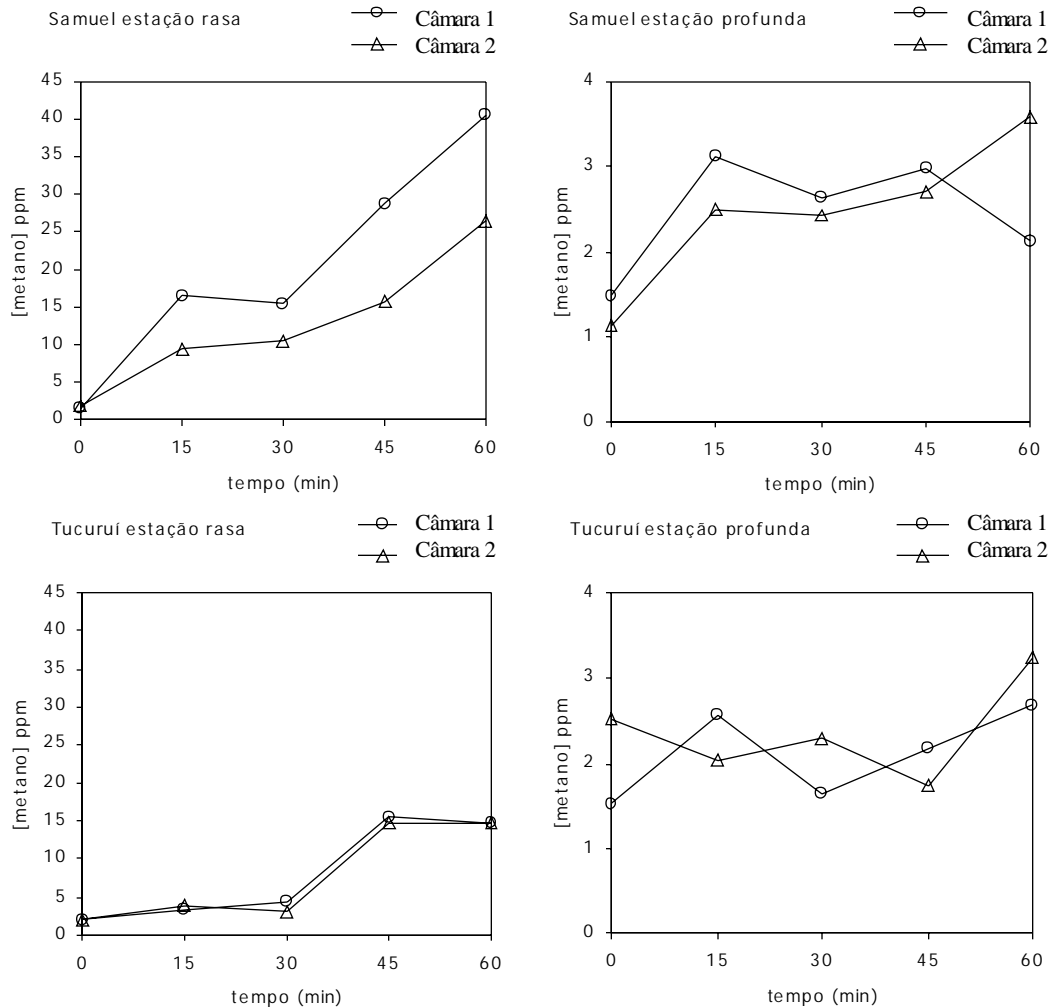 Samuel estação rasa
Câmara 1
Câmara 2
45
40
35
30
25
20
15
10
5
0
[metano] ppm
0 15 30 45 60
tempo (min)
Samuel estação profunda
Câmara 1
Câmara 2
4
3
2
1
0
[metano] ppm
0 15 30 45 60
tempo (min)
Tucuruí estação rasa
Câmara 1
Câmara 2
45
40
35
30
25
20
15
10
5
0
[metano] ppm
0 15 30 45 60
tempo (min)
Tucuruí estação profunda
Câmara 1
Câmara 2
4
3
2
1
0
[metano] ppm
0 15 30 45 60
tempo (min)